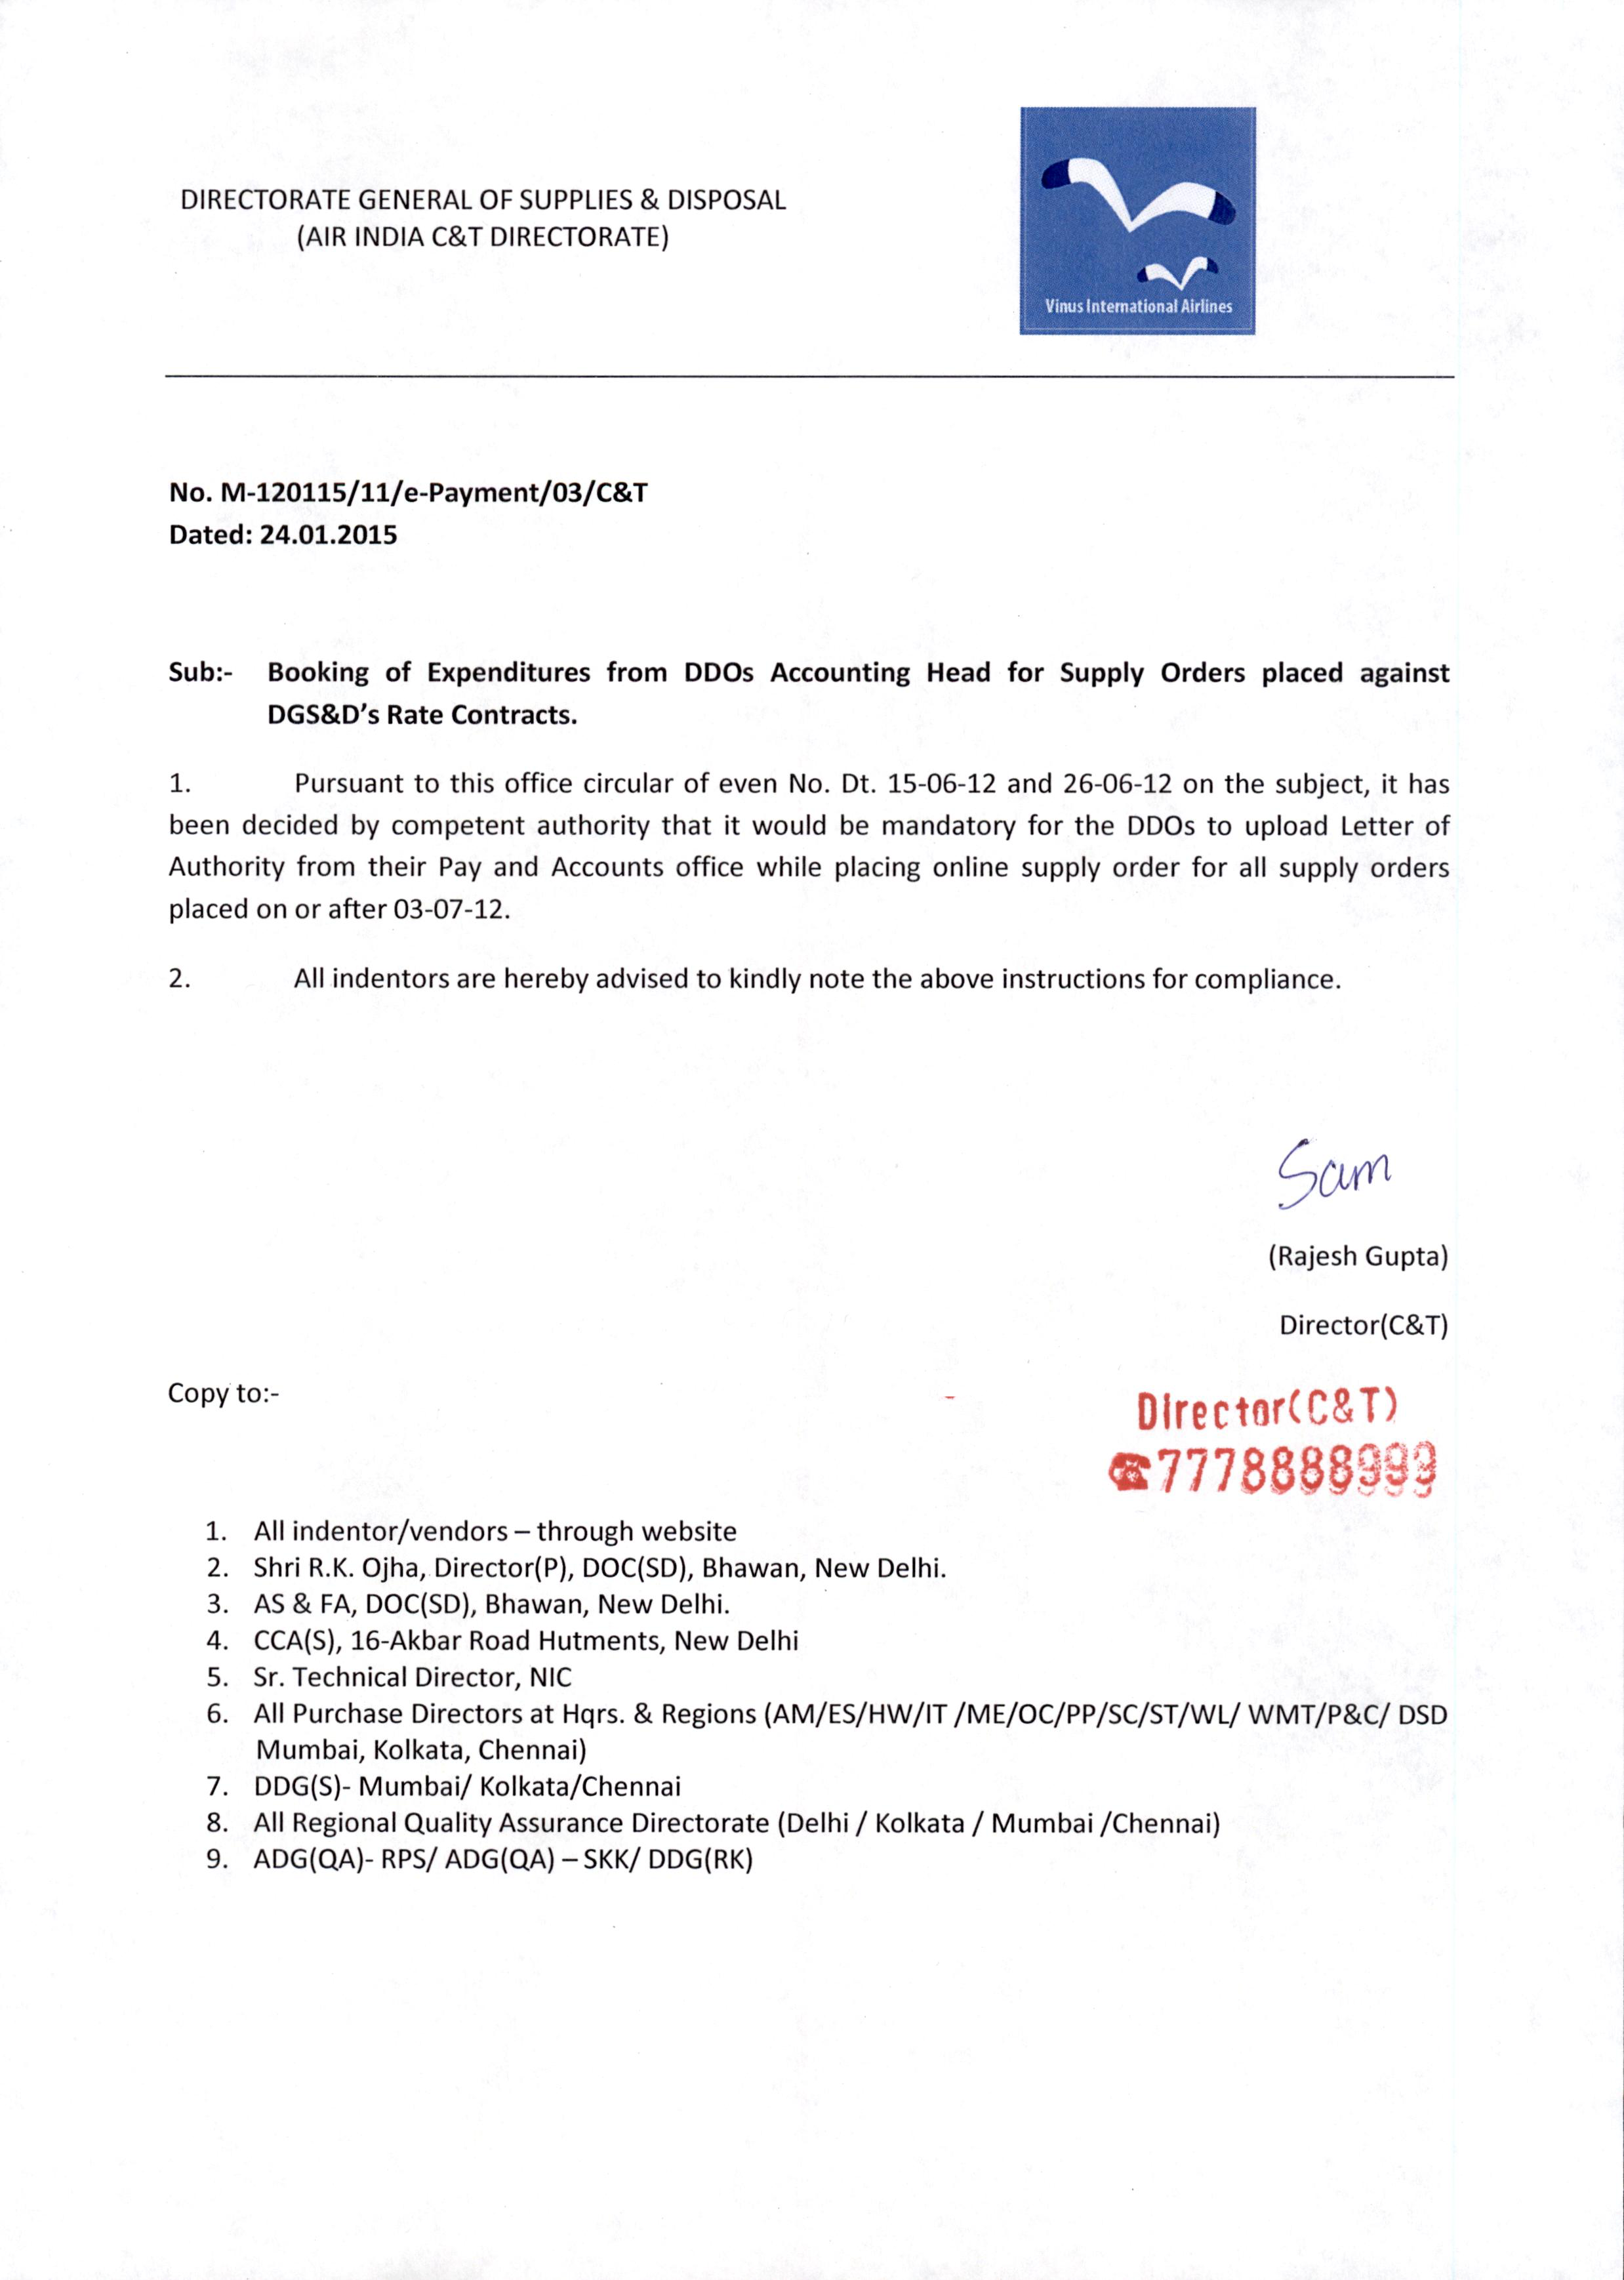 DIRECTORATE GENERAL OF SUPPLIES & DISPOSAL
(AIR INDIA C&T DIRECTORATE)
Vinus International Airlines
No. M-120115/11/e-Payment/03/C&T
Dated: 24.01.2015
Sub:- Booking of Expenditures from DDOs Accounting Head for Supply Orders placed against
DGS&D’s Rate Contracts.
1. Pursuant to this office circular of even No. Dt. 15-06-12 and 26-06-12 on the subject, it has
been decided by competent authority that it would be mandatory for the DDOs to upload Letter of
Authority from their Pay and Accounts office while placing online supply order for all supply orders
placed on or after 03-07-12.
2. All indentors are hereby advised to kindly note the above instructions for compliance.
Sam
(Rajesh Gupta)
Director(C&T)
Copy to:-
Director(C&T)
☎7778888999
1. All indentor/vendors – through website
2. Shri R.K. Ojha, Director(P), DOC(SD), Bhawan, New Delhi.
3. AS & FA, DOC(SD), Bhawan, New Delhi.
4. CCA(S), 16-Akbar Road Hutments, New Delhi
5. Sr. Technical Director, NIC
6. All Purchase Directors at Hqrs. & Regions (AM/ES/HW/IT /ME/OC/PP/SC/ST/WL/ WMT/P&C/ DSD
Mumbai, Kolkata, Chennai)
7. DDG(S)- Mumbai/ Kolkata/Chennai
8. All Regional Quality Assurance Directorate (Delhi / Kolkata / Mumbai /Chennai)
9. ADG(QA)- RPS/ ADG(QA) – SKK/ DDG(RK)